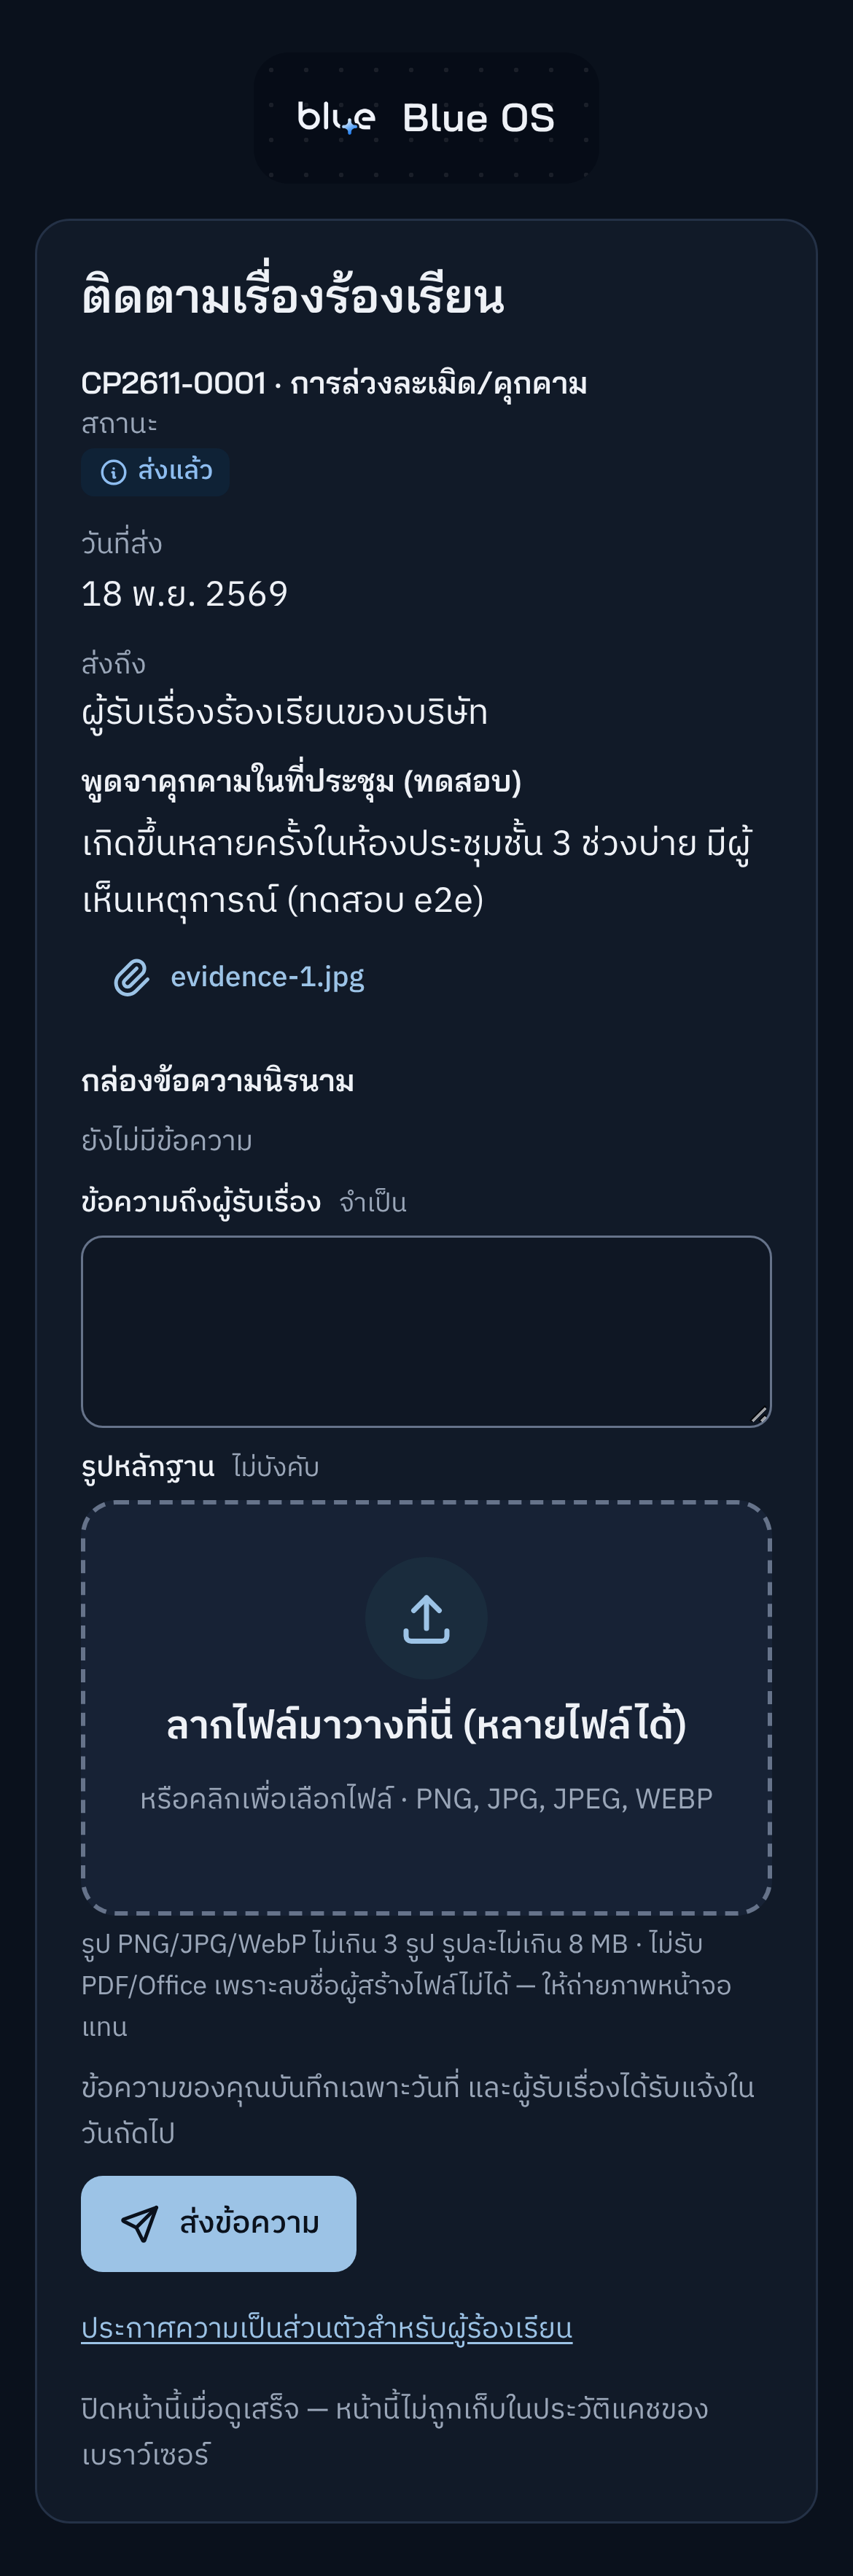 blue Blue OS
ติดตามเรื่องร้องเรียน
CP2611-0001 · การล่วงละเมิด/คุกคาม
สถานะ
ส่งแล้ว
วันที่ส่ง
18 พ.ย. 2569
ส่งถึง
ผู้รับเรื่องร้องเรียนของบริษัท
พูดจาคุกคามในที่ประชุม (ทดสอบ)
เกิดขึ้นหลายครั้งในห้องประชุมชั้น 3 ช่วงบ่าย มีผู้
เห็นเหตุการณ์ (ทดสอบ e2e)
evidence-1.jpg
กล่องข้อความนิรนาม
ยังไม่มีข้อความ
ข้อความถึงผู้รับเรื่อง จำเป็น
รูปหลักฐาน ไม่บังคับ
ลากไฟล์มาวางที่นี่ (หลายไฟล์ได้)
หรือคลิกเพื่อเลือกไฟล์ · PNG, JPG, JPEG, WEBP
รูป PNG/JPG/WebP ไม่เกิน 3 รูป รูปละไม่เกิน 8 MB · ไม่รับ
PDF/Office เพราะลบชื่อผู้สร้างไฟล์ไม่ได้ — ให้ถ่ายภาพหน้าจอ
แทน
ข้อความของคุณบันทึกเฉพาะวันที่ และผู้รับเรื่องได้รับแจ้งใน
วันถัดไป
ส่งข้อความ
ประกาศความเป็นส่วนตัวสำหรับผู้ร้องเรียน
ปิดหน้านี้เมื่อดูเสร็จ — หน้านี้ไม่ถูกเก็บในประวัติแคชของ
เบราว์เซอร์